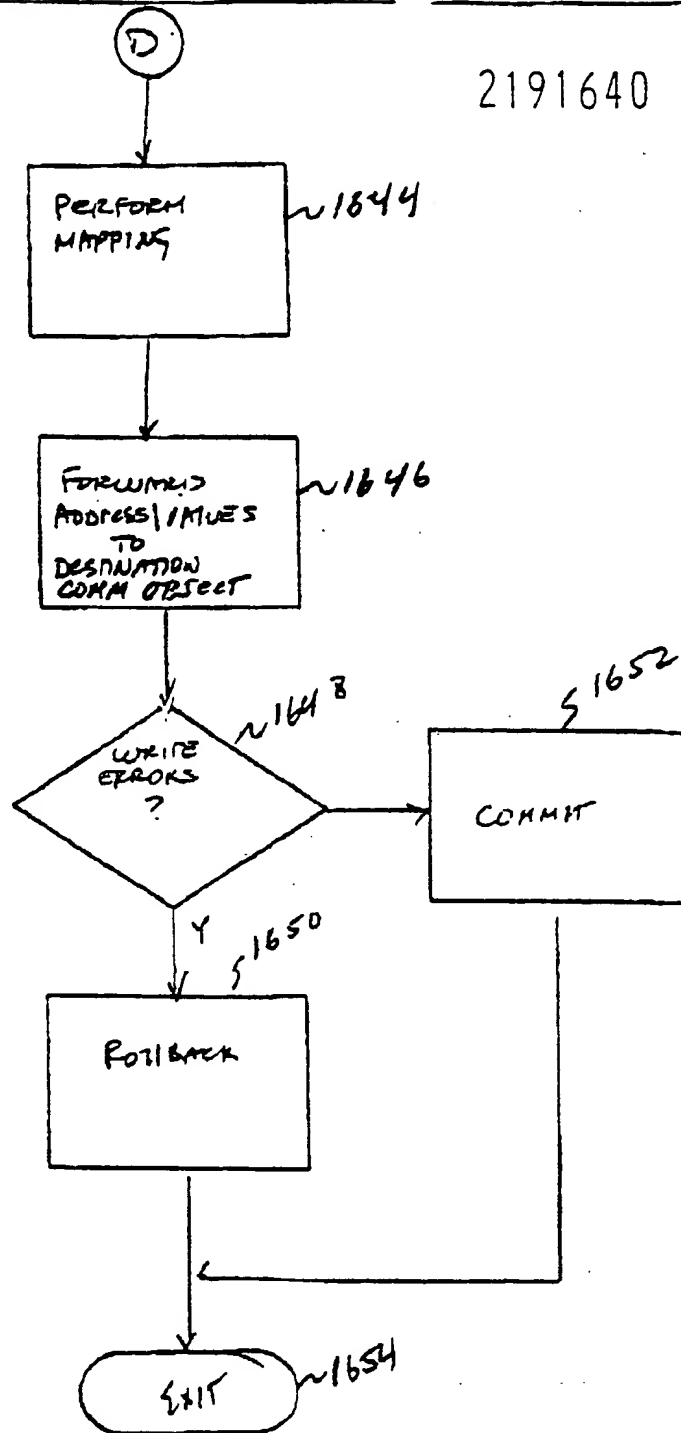 D
2191640
PERFORM
MAPPING
1644
FORWARD
ADDRESS/VALUES
TO
DESTINATION
COMM OBJECT
1646
WRITE
ERRORS
?
1648
1652
COMMIT
Y
1650
ROLLBACK
EXIT
1654